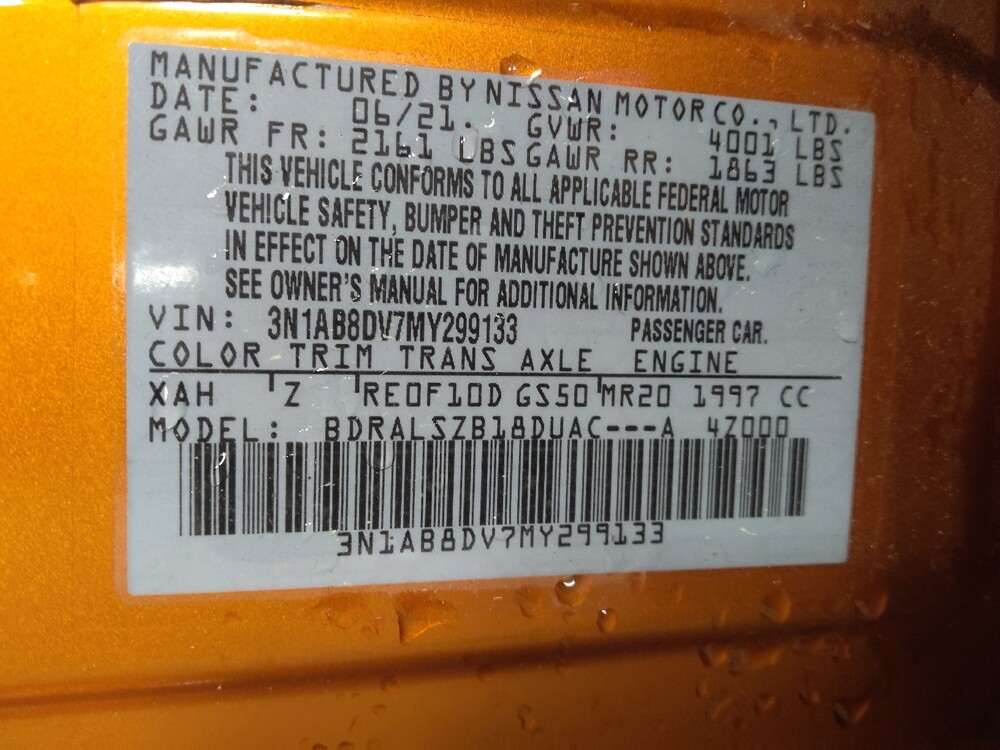 MANUFACTURED BY NISSAN MOTOR CO., LTD.
DATE: 06/21. GVWR: 4001 LBS
GAWR FR: 2161 LBS GAWR RR: 1863 LBS
THIS VEHICLE CONFORMS TO ALL APPLICABLE FEDERAL MOTOR
VEHICLE SAFETY, BUMPER AND THEFT PREVENTION STANDARDS
IN EFFECT ON THE DATE OF MANUFACTURE SHOWN ABOVE.
SEE OWNER'S MANUAL FOR ADDITIONAL INFORMATION.
VIN: 3N1AB8DV7MY299133 PASSENGER CAR.
COLOR TRIM TRANS AXLE ENGINE
XAH Z RE0F10D GS50 MR20 1997 CC
MODEL: BDRALSZB18DUAC---A 4Z000
3N1AB8DV7MY299133